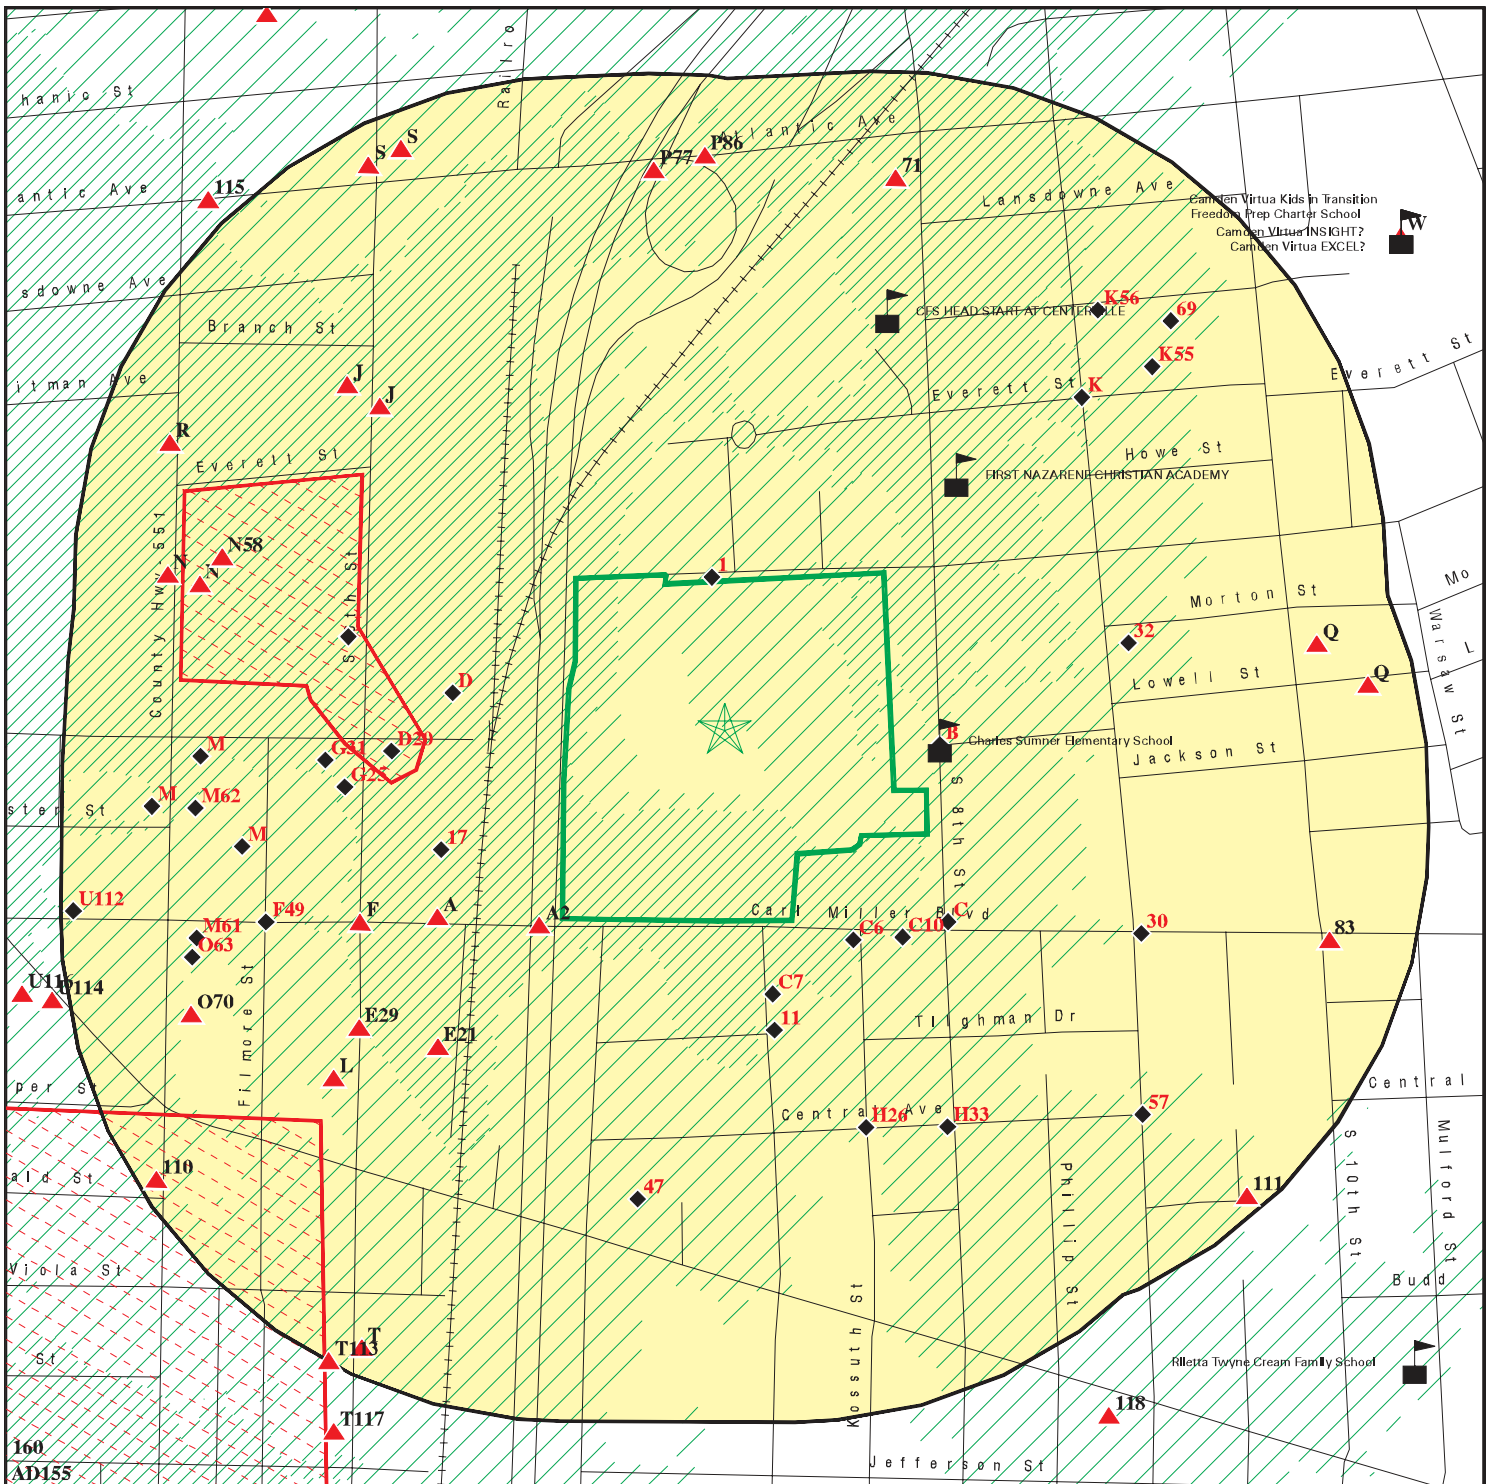 Railro
hanic St
S
S
P77
P86
Atlantic Ave
71
115
antic Ave
Lansdowne Ave
Camden Virtua Kids in Transition
Freedom Prep Charter School
Camden Virtua INSIGHT?
Camden Virtua EXCEL?
W
sdowne Ave
Branch St
CFS HEAD START AT CENTERVILLE
K56
69
K55
K
Everett St
Everett St
itman Ave
J
J
R
Everett St
Howe St
FIRST NAZARENE CHRISTIAN ACADEMY
County Hwy 551
N58
N
N
1
Mo
Morton St
Warsaw St
32
Q
Q
L
Lowell St
D
M
G31
D20
G25
B
Charles Sumner Elementary School
Jackson St
S 8th St
ster St
M
M62
M
17
U112
F49
F
A
A2
Carl Miller Blvd
C
C6
C10
30
83
M61
O63
U114
O70
Filmore St
E29
E21
C7
11
Tilghman Dr
L
per St
Central Ave
H26
H33
57
Central
S 10th St
Mulford St
110
ald St
47
Phillip St
111
Viola St
Kossuth St
Budd
St
T
T113
Riletta Twyne Cream Family School
T117
118
160
AD155
Jefferson St